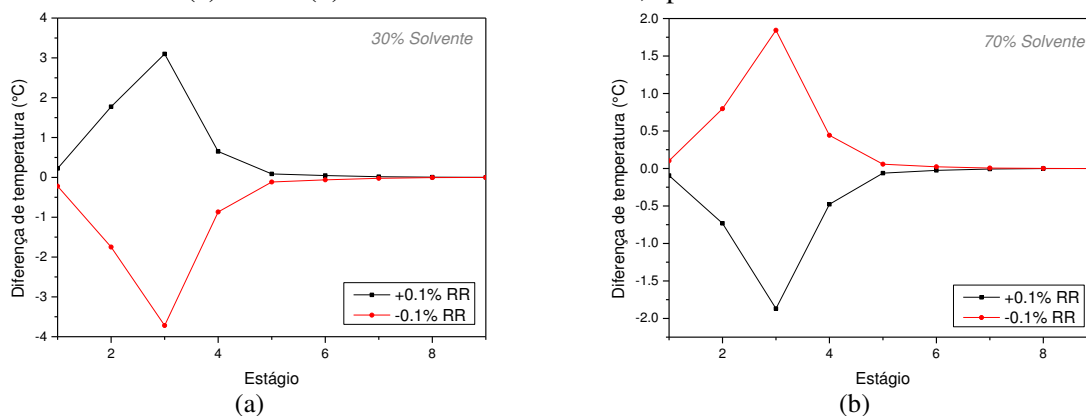 30% Solvente
Diferença de temperatura (°C)
4
3
2
1
0
-1
-2
-3
-4
2
4
6
8
Estágio
+0.1% RR
-0.1% RR
(a)
70% Solvente
Diferença de temperatura (°C)
2.0
1.5
1.0
0.5
0.0
-0.5
-1.0
-1.5
-2.0
2
4
6
8
Estágio
+0.1% RR
-0.1% RR
(b)